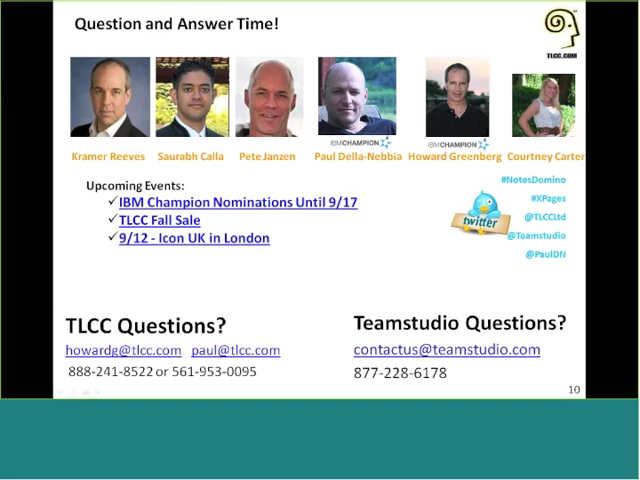 Question and Answer Time!
TLCC.COM
IBM CHAMPION
IBM CHAMPION
Kramer Reeves Saurabh Calla Pete Janzen Paul Della-Nebbia Howard Greenberg Courtney Carter
Upcoming Events:
✓IBM Champion Nominations Until 9/17
✓TLCC Fall Sale
✓9/12 - Icon UK in London
#NotesDomino
#XPages
@TLCCLtd
@Teamstudio
@PaulDN
twitter
TLCC Questions?
howardg@tlcc.com paul@tlcc.com
888-241-8522 or 561-953-0095
Teamstudio Questions?
contactus@teamstudio.com
877-228-6178
10